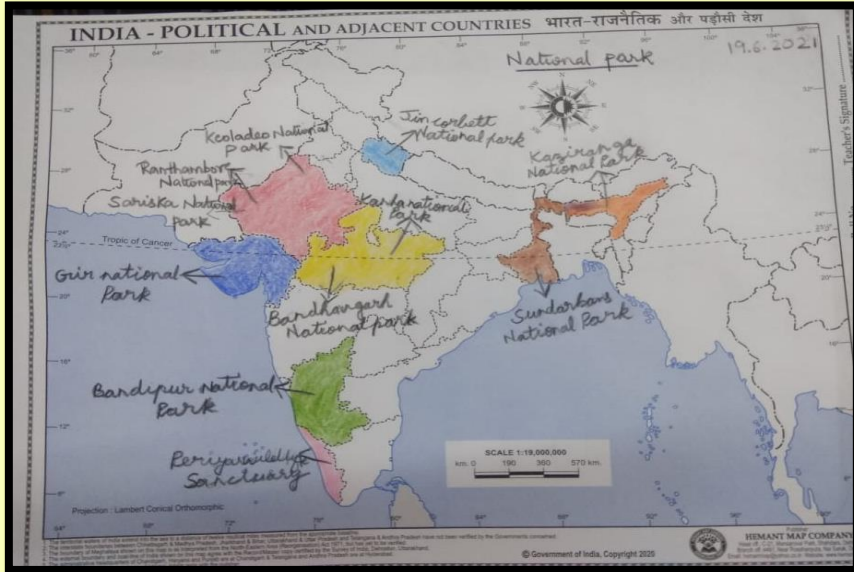 INDIA - POLITICAL AND ADJACENT COUNTRIES भारत-राजनैतिक और पड़ौसी देश
19.6.2021
National park
Teacher's Signature
Jim corbett
National park
Keoladeo National
park
Kaziranga
National Park
Ranthambore
National park
Sariska National
park
Kanha national
Park
Tropic of Cancer
Gir national
Park
Bandhavgarh
National park
Sundarbans
National Park
Bandipur National
Park
Periyar wildlife
Sanctuary
SCALE 1:19,000,000
km. 0 190 380 570 km.
Projection : Lambert Conical Orthomorphic
© Government of India, Copyright 2020
Publisher
HEMANT MAP COMPANY